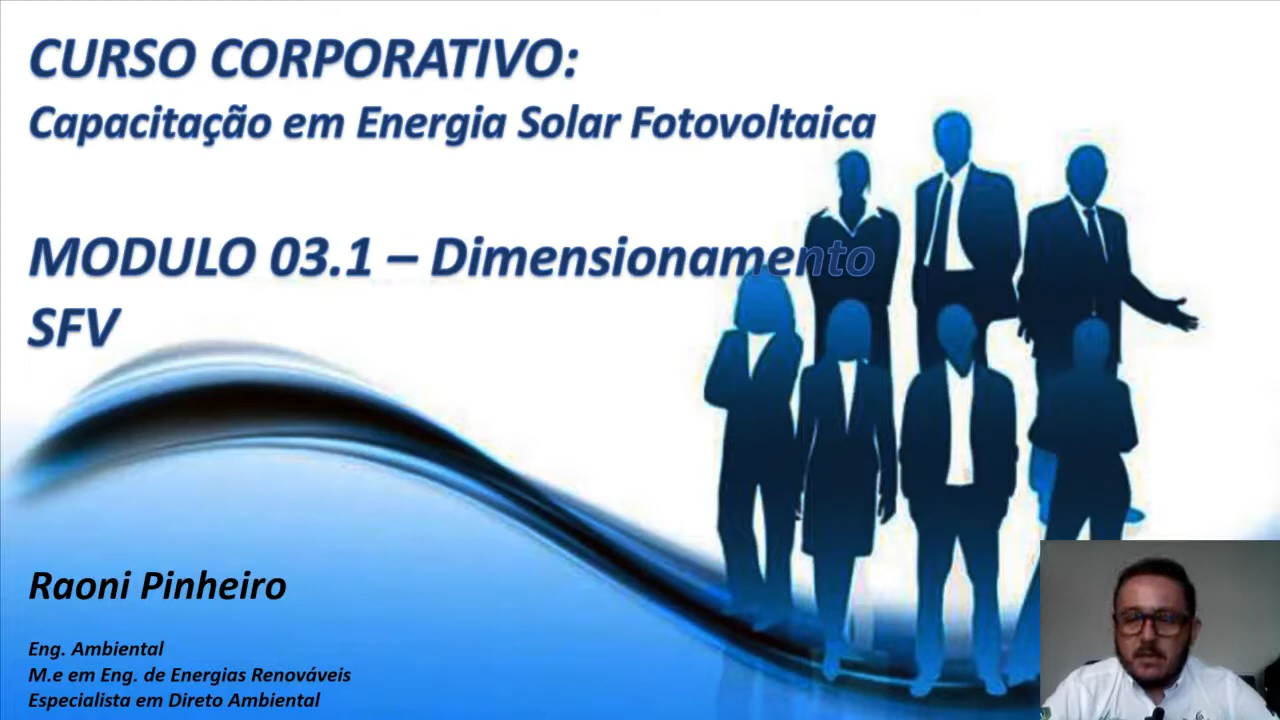 CURSO CORPORATIVO:
Capacitação em Energia Solar Fotovoltaica
MODULO 03.1 – Dimensionamento
SFV
Raoni Pinheiro
Eng. Ambiental
M.e em Eng. de Energias Renováveis
Especialista em Direto Ambiental